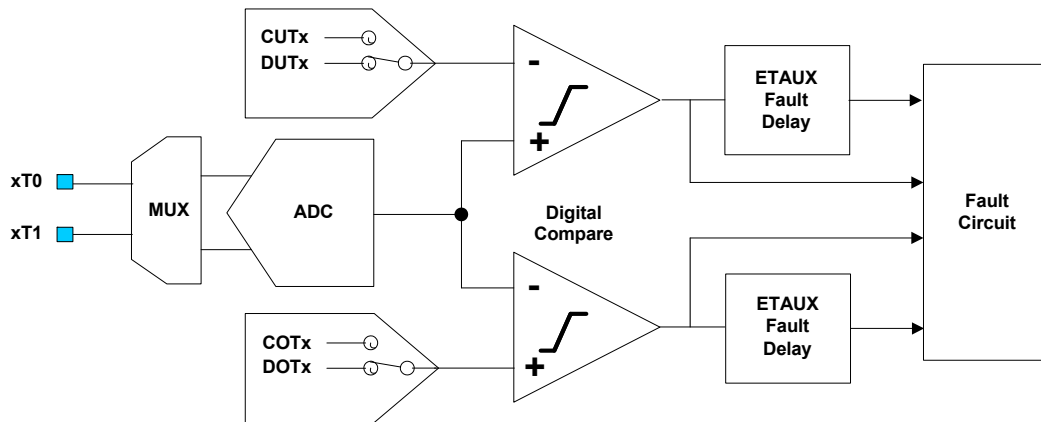 CUTx
DUTx
-
+
ETAUX
Fault
Delay
xT0
xT1
MUX
ADC
Digital
Compare
Fault
Circuit
COTx
DOTx
-
+
ETAUX
Fault
Delay